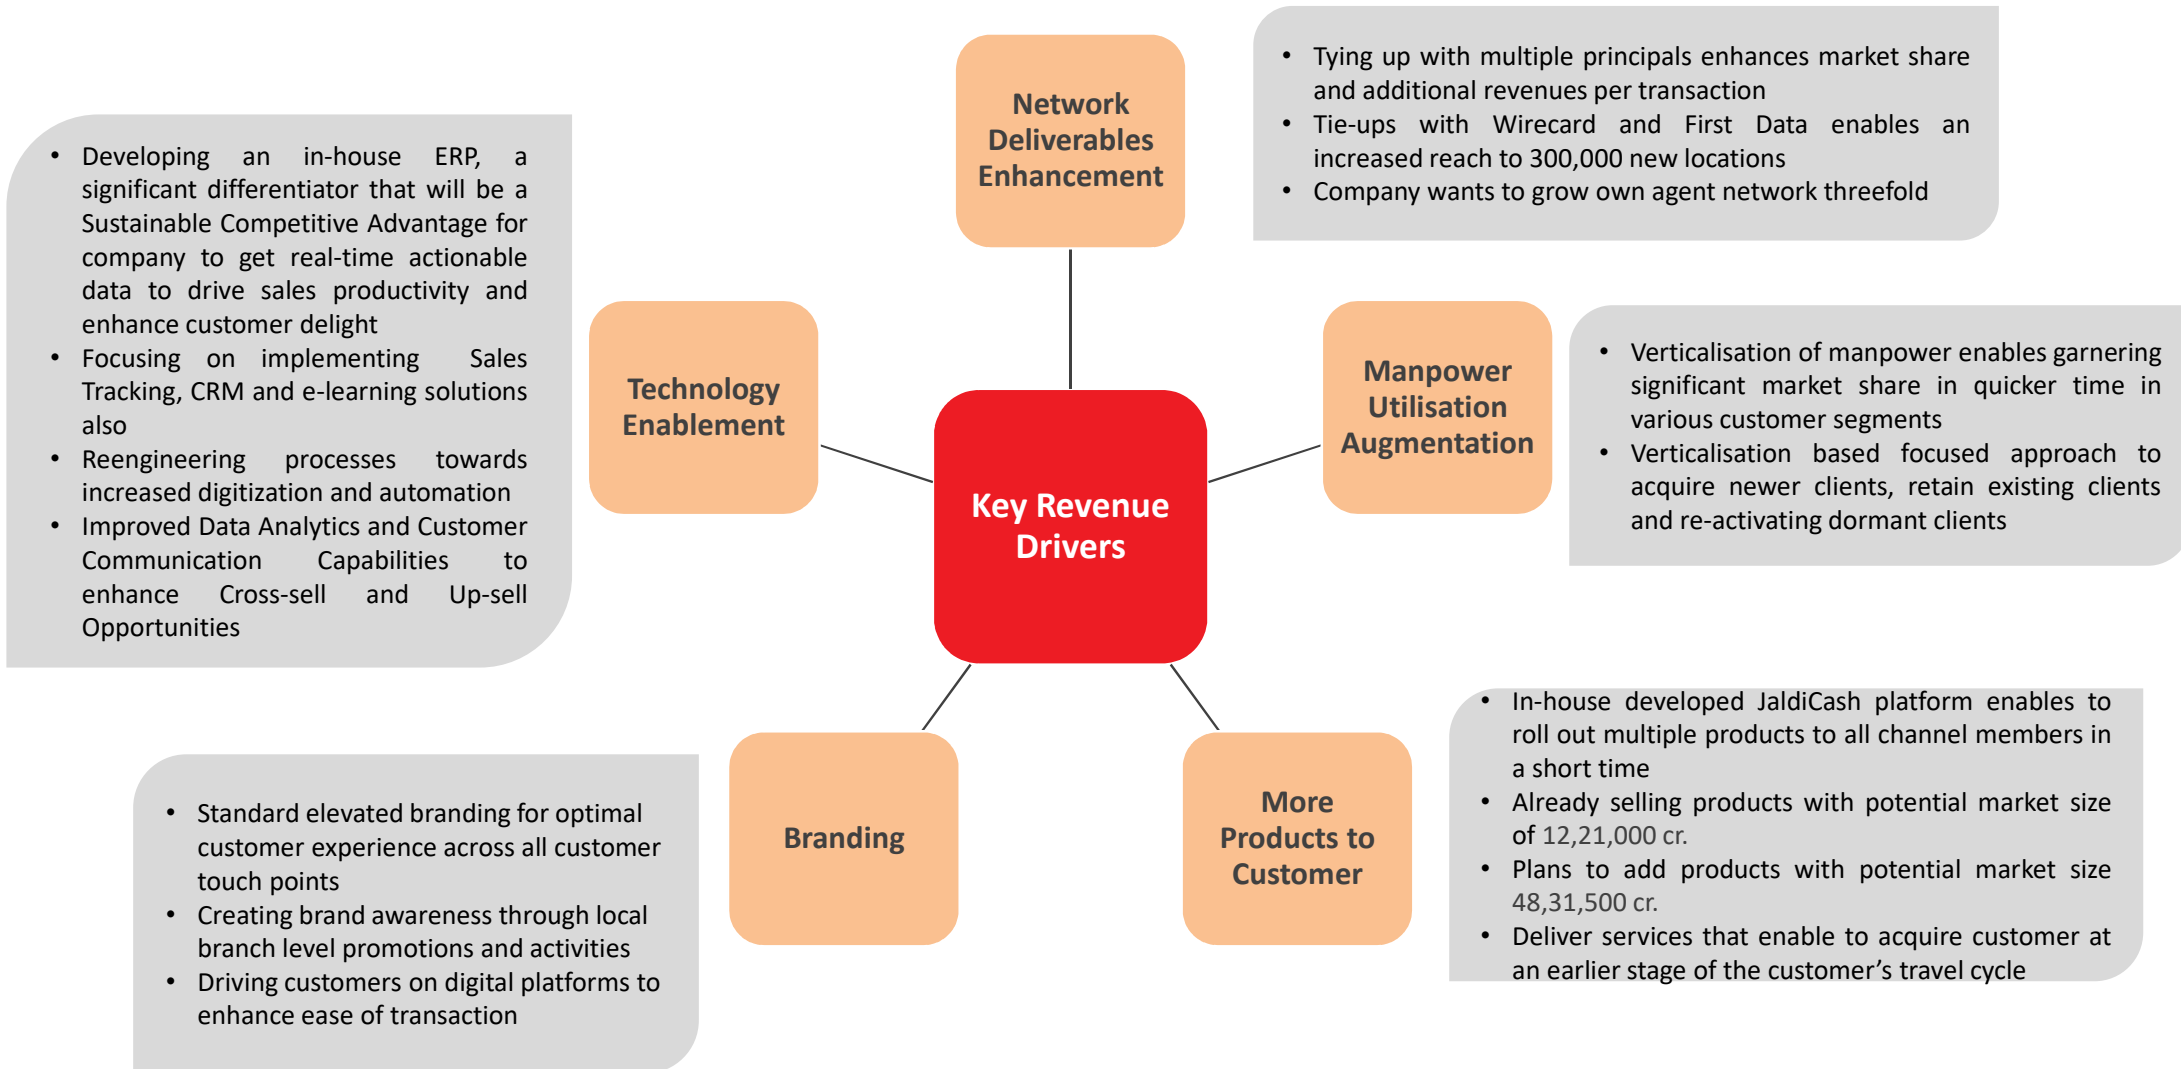 Network
Deliverables
Enhancement
• Tying up with multiple principals enhances market share
and additional revenues per transaction
• Tie-ups with Wirecard and First Data enables an
increased reach to 300,000 new locations
• Company wants to grow own agent network threefold
• Developing an in-house ERP, a
significant differentiator that will be a
Sustainable Competitive Advantage for
company to get real-time actionable
data to drive sales productivity and
enhance customer delight
• Focusing on implementing Sales
Tracking, CRM and e-learning solutions
also
• Reengineering processes towards
increased digitization and automation
• Improved Data Analytics and Customer
Communication Capabilities to
enhance Cross-sell and Up-sell
Opportunities
Technology
Enablement
Manpower
Utilisation
Augmentation
• Verticalisation of manpower enables garnering
significant market share in quicker time in
various customer segments
• Verticalisation based focused approach to
acquire newer clients, retain existing clients
and re-activating dormant clients
Key Revenue
Drivers
• Standard elevated branding for optimal
customer experience across all customer
touch points
• Creating brand awareness through local
branch level promotions and activities
• Driving customers on digital platforms to
enhance ease of transaction
Branding
More
Products to
Customer
• In-house developed JaldiCash platform enables to
roll out multiple products to all channel members in
a short time
• Already selling products with potential market size
of 12,21,000 cr.
• Plans to add products with potential market size
48,31,500 cr.
• Deliver services that enable to acquire customer at
an earlier stage of the customer’s travel cycle